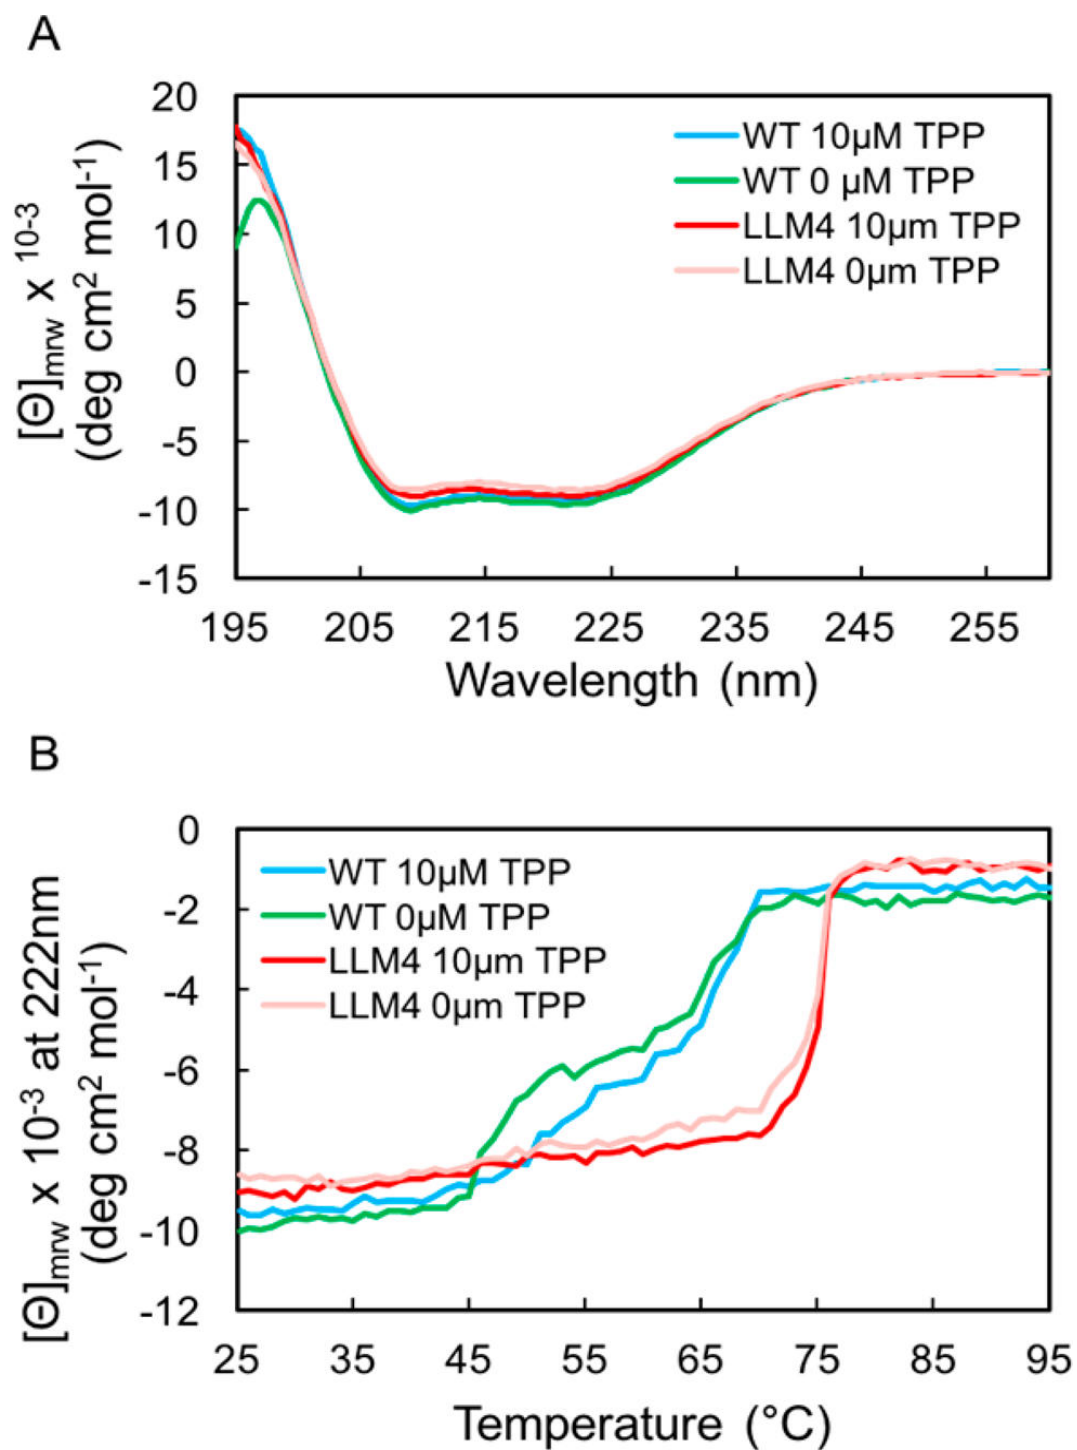 A
20
15
10
5
0
-5
-10
-15
[Θ]mrw x 10-3
(deg cm² mol⁻¹)
WT 10µM TPP
WT 0 µM TPP
LLM4 10µm TPP
LLM4 0µm TPP
195 205 215 225 235 245 255
Wavelength (nm)
B
0
-2
-4
-6
-8
-10
-12
[Θ]mrw x 10⁻³ at 222nm
(deg cm² mol⁻¹)
WT 10µM TPP
WT 0µM TPP
LLM4 10µm TPP
LLM4 0µm TPP
25 35 45 55 65 75 85 95
Temperature (°C)